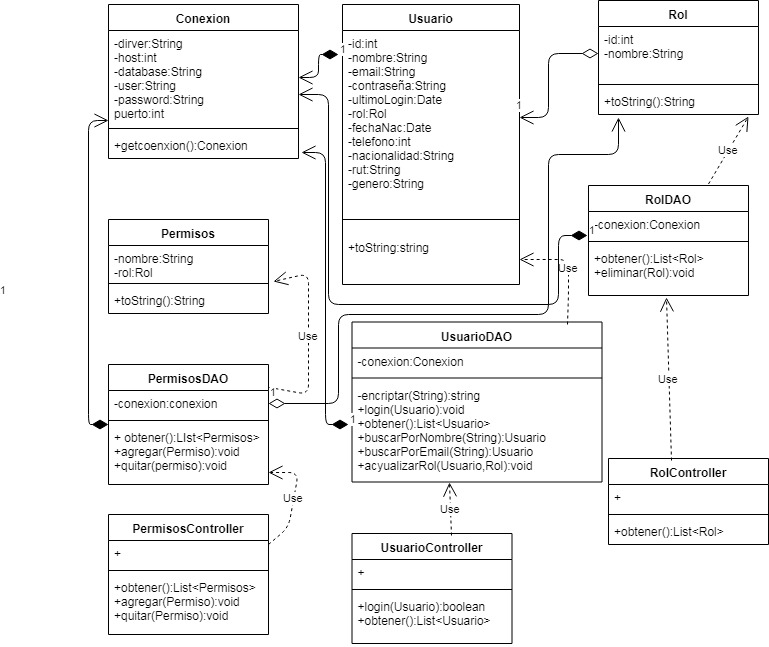 Conexion
-dirver:String
-host:int
-database:String
-user:String
-password:String
puerto:int
+getcoenxion():Conexion
Usuario
-id:int
-nombre:String
-email:String
-contraseña:String
-ultimoLogin:Date
-rol:Rol
-fechaNac:Date
-telefono:int
-nacionalidad:String
-rut:String
-genero:String
+toString:string
Rol
-id:int
-nombre:String
+toString():String
1
1
Use
Permisos
-nombre:String
-rol:Rol
+toString():String
RolDAO
-conexion:Conexion
+obtener():List<Rol>
+eliminar(Rol):void
1
Use
1
Use
PermisosDAO
-conexion:conexion
+ obtener():LIst<Permisos>
+agregar(Permiso):void
+quitar(permiso):void
1
UsuarioDAO
-conexion:Conexion
-encriptar(String):string
+login(Usuario):void
+obtener():List<Usuario>
+buscarPorNombre(String):Usuario
+buscarPorEmail(String):Usuario
+acyualizarRol(Usuario,Rol):void
1
Use
Use
Use
PermisosController
+
+obtener():List<Permisos>
+agregar(Permiso):void
+quitar(Permiso):void
UsuarioController
+
+login(Usuario):boolean
+obtener():List<Usuario>
RolController
+
+obtener():List<Rol>